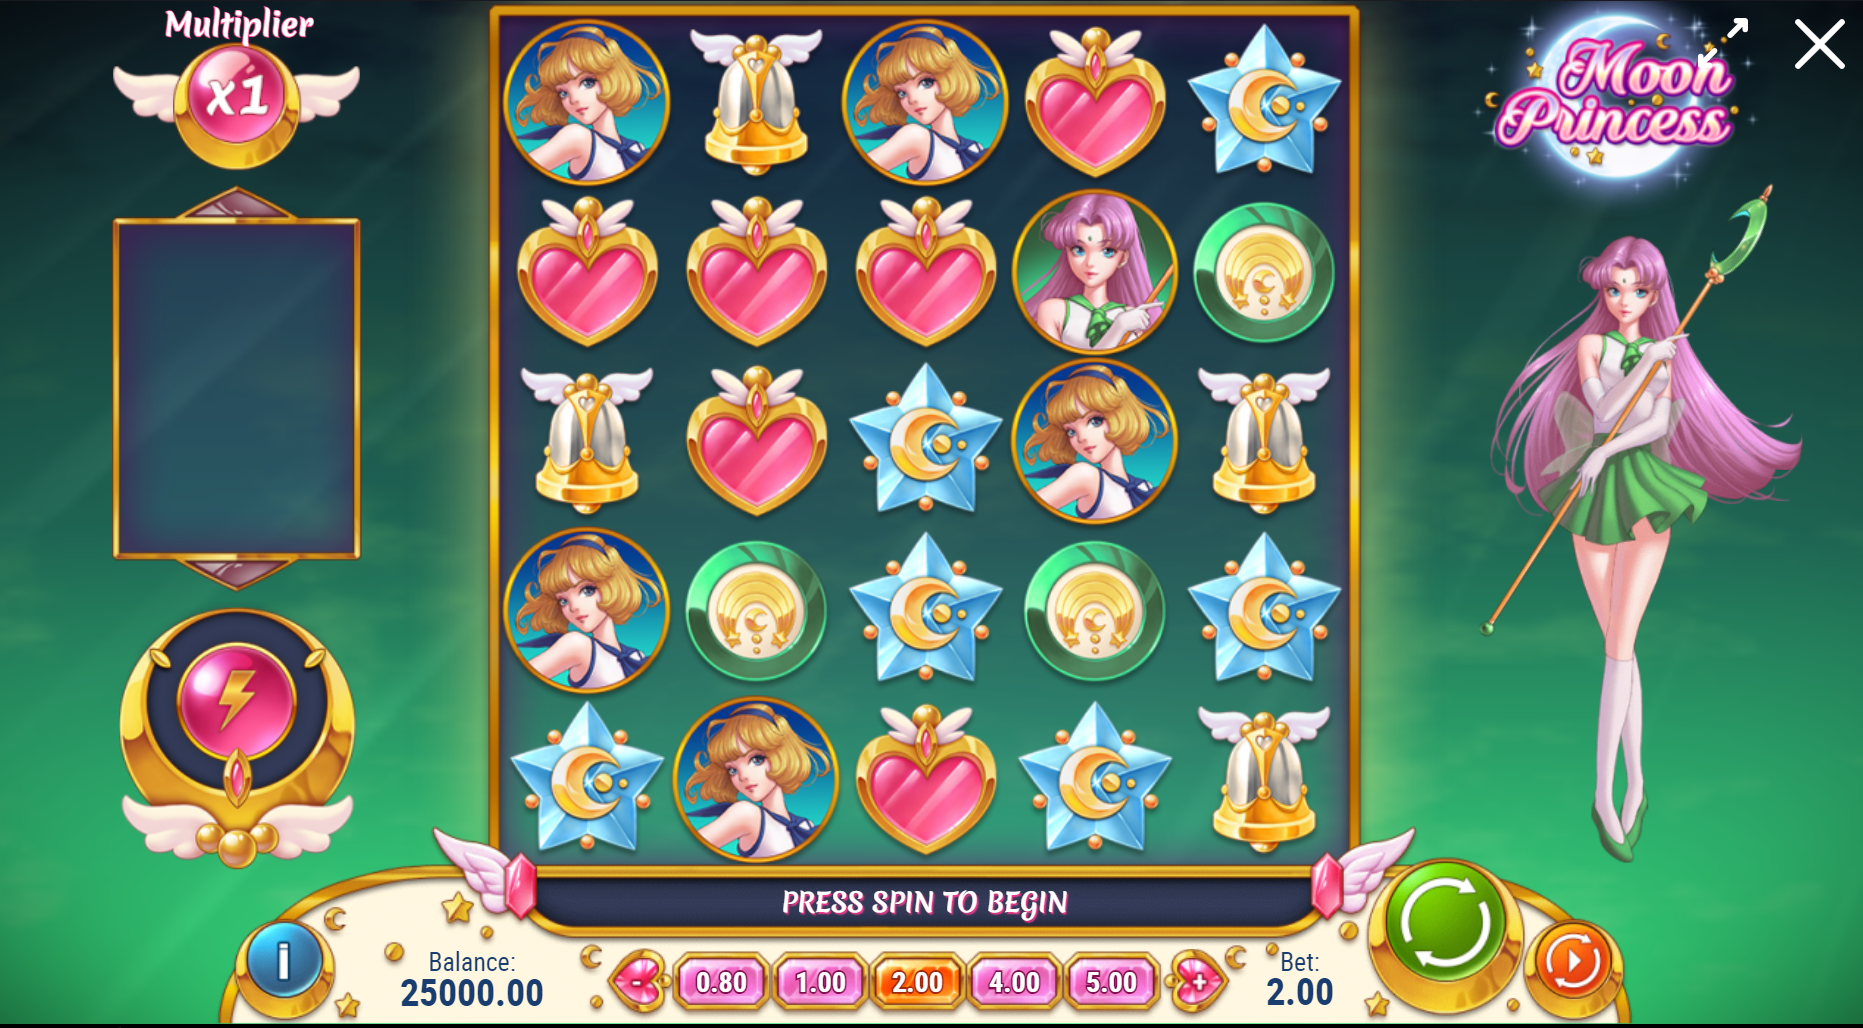 Multiplier
x1
Moon
Princess
PRESS SPIN TO BEGIN
i
Balance:
25000.00
- 0.80 1.00 2.00 4.00 5.00 +
Bet:
2.00